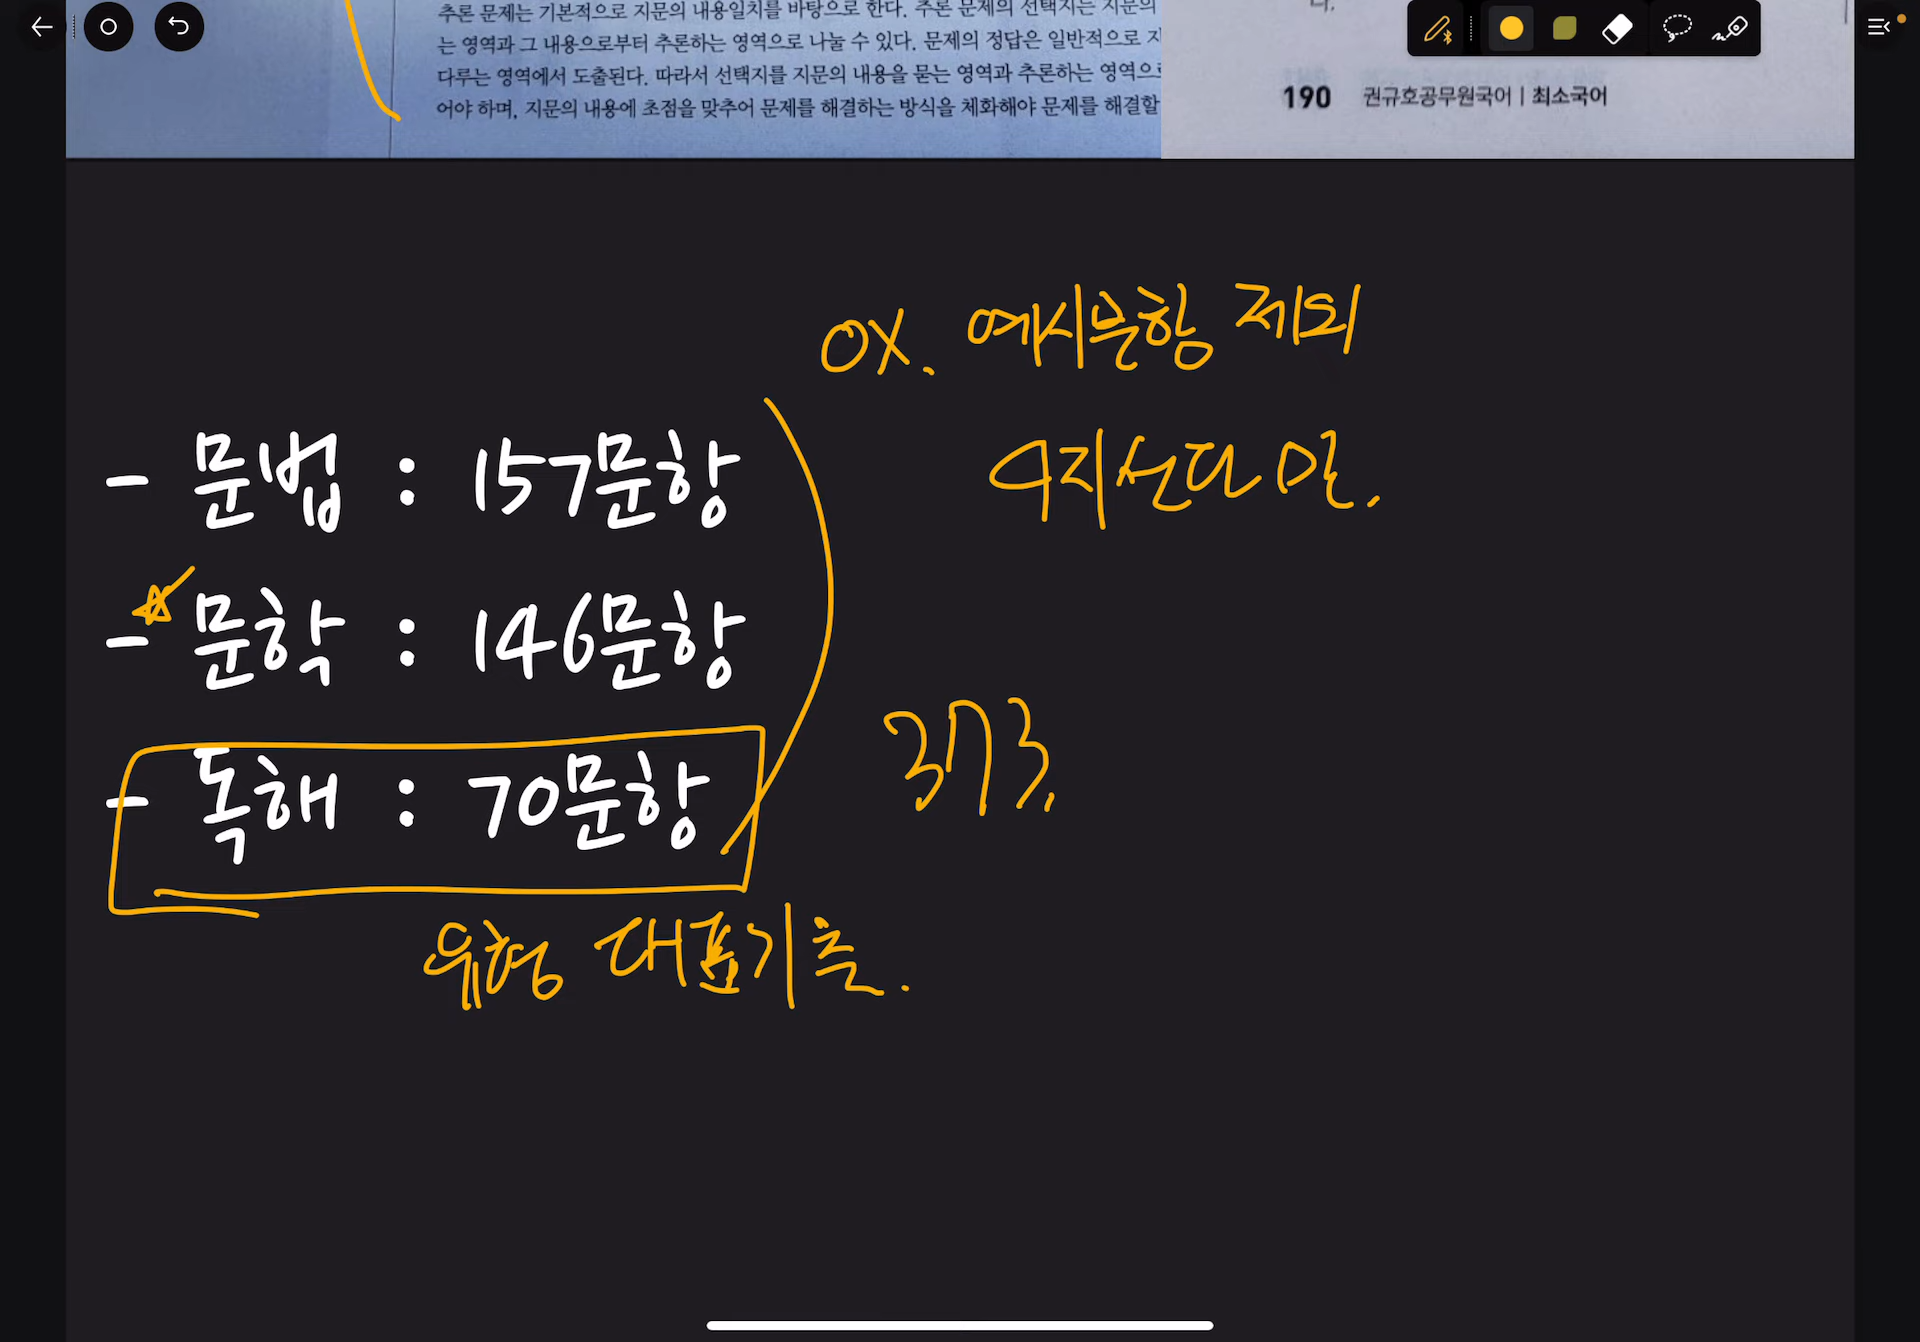 추론 문제는 기본적으로 지문의 내용일치를 바탕으로 한다. 추론 문제의 선택지는 지문의
는 영역과 그 내용으로부터 추론하는 영역으로 나눌 수 있다. 문제의 정답은 일반적으로 지
다루는 영역에서 도출된다. 따라서 선택지를 지문의 내용을 묻는 영역과 추론하는 영역으로
어야 하며, 지문의 내용에 초점을 맞추어 문제를 해결하는 방식을 체화해야 문제를 해결할
다.
190 권규호공무원국어 | 최소국어
OX. 예시문항 제외
4지선다 만.
- 문법 : 157문항
- 문학 : 146문항
- 독해 : 70문항
373.
유형 대표기출.